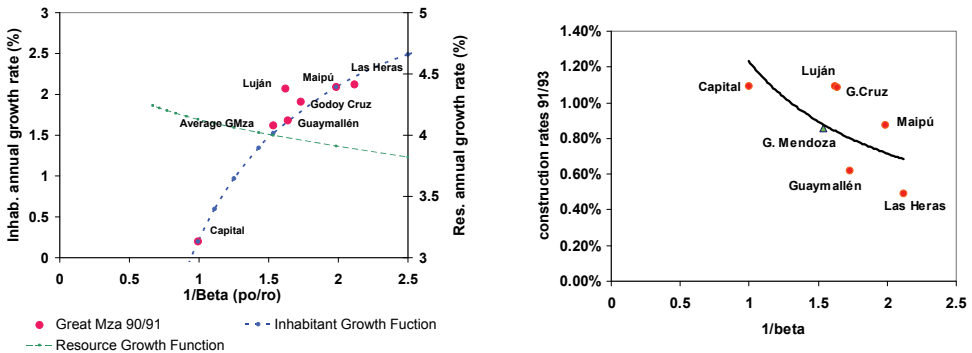 3
2.5
2
1.5
1
0.5
0
Inhab. annual growth rate (%)
5
4.5
4
3.5
3
Res. annual growth rate (%)
Luján
Maipú
Las Heras
Godoy Cruz
Average GMza
Guaymallén
Capital
0
0.5
1
1.5
2
2.5
1/Beta (po/ro)
Great Mza 90/91
Inhabitant Growth Fuction
Resource Growth Function
1.40%
1.20%
1.00%
0.80%
0.60%
0.40%
0.20%
0.00%
construction rates 91/93
Capital
Luján
G.Cruz
Maipú
G. Mendoza
Guaymallén
Las Heras
0
0.5
1
1.5
2
2.5
1/beta